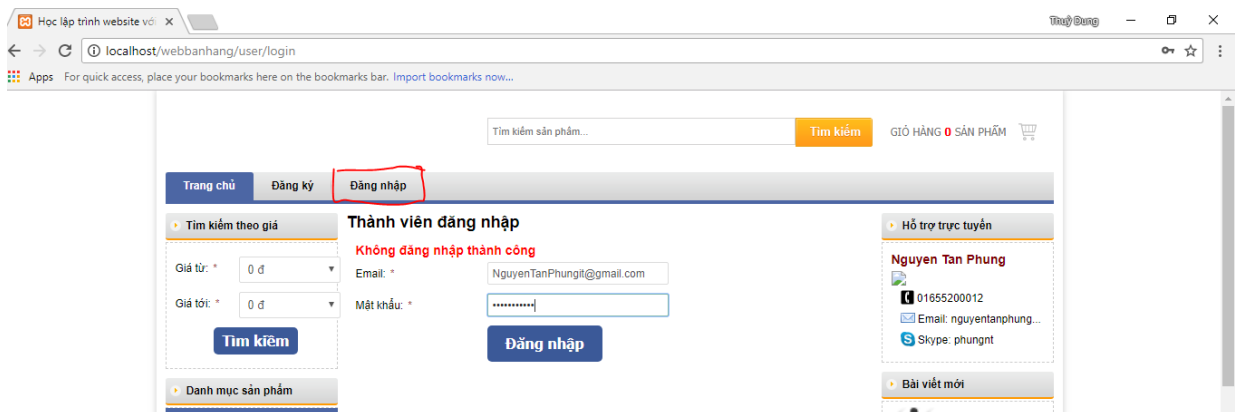 Học lập trình website với
Thuỳ Dung
localhost/webbanhang/user/login
Apps For quick access, place your bookmarks here on the bookmarks bar. Import bookmarks now...
Tìm kiếm sản phẩm...
Tìm kiếm
GIỎ HÀNG 0 SẢN PHẨM
Trang chủ Đăng ký Đăng nhập
Tìm kiếm theo giá
Giá từ: * 0 đ
Giá tới: * 0 đ
Tìm kiếm
Danh mục sản phẩm
Thành viên đăng nhập
Không đăng nhập thành công
Email: * NguyenTanPhungit@gmail.com
Mật khẩu: * •••••••••••
Đăng nhập
Hỗ trợ trực tuyến
Nguyen Tan Phung
01655200012
Email: nguyentanphung...
Skype: phungnt
Bài viết mới